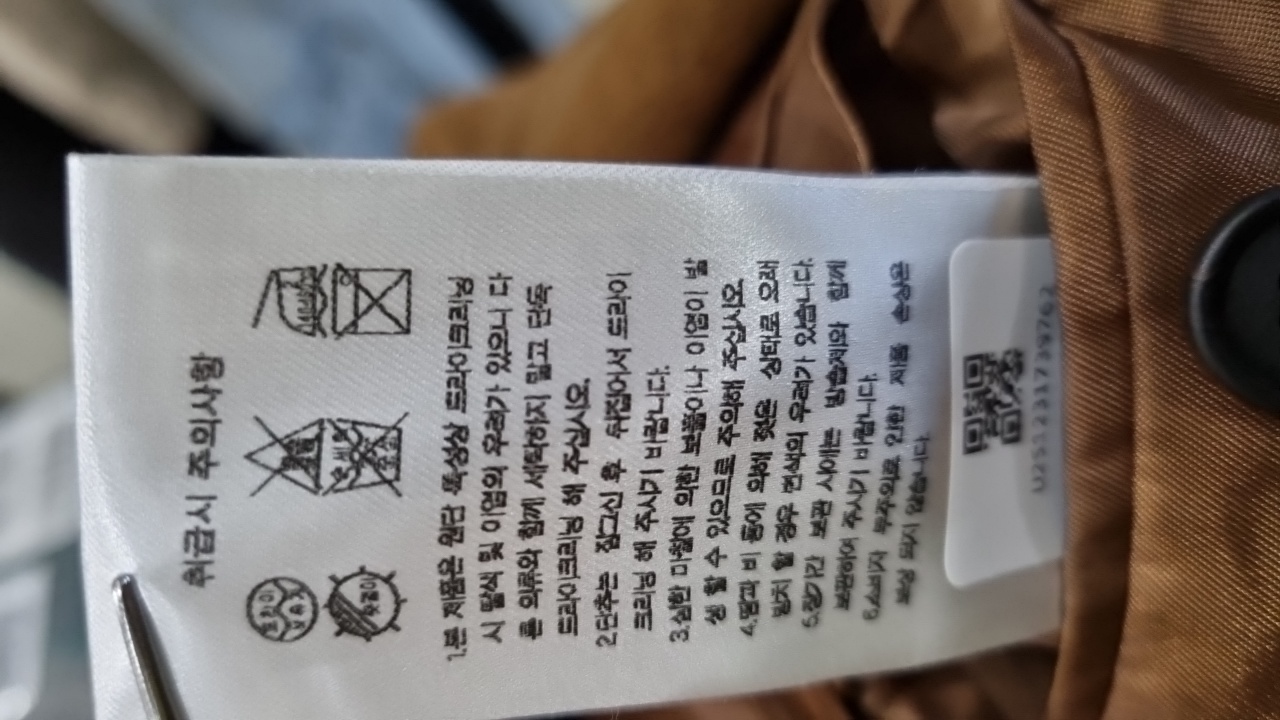 취급시 주의사항
드라이
1.본 제품은 원단 특성상 드라이크리닝
시 탈색 및 이염의 우려가 있으니 다
른 의류와 함께 세탁하지 말고 단독
드라이크리닝 해 주십시오.
2.단추는 잠그신 후 뒤집어서 드라이
크리닝 해 주시기 바랍니다.
3.심한 마찰에 의한 보풀이나 이염이 발
생 할 수 있으므로 주의해 주십시오.
4.땀과 비 등에 의해 젖은 상태로 오래
방치 할 경우 변색의 우려가 있습니다.
5.장기간 보관 시에는 방습제와 함께
보관하여 주시기 바랍니다.
6.소비자 부주의로 인한 제품 손상은
보상 되지 않습니다.